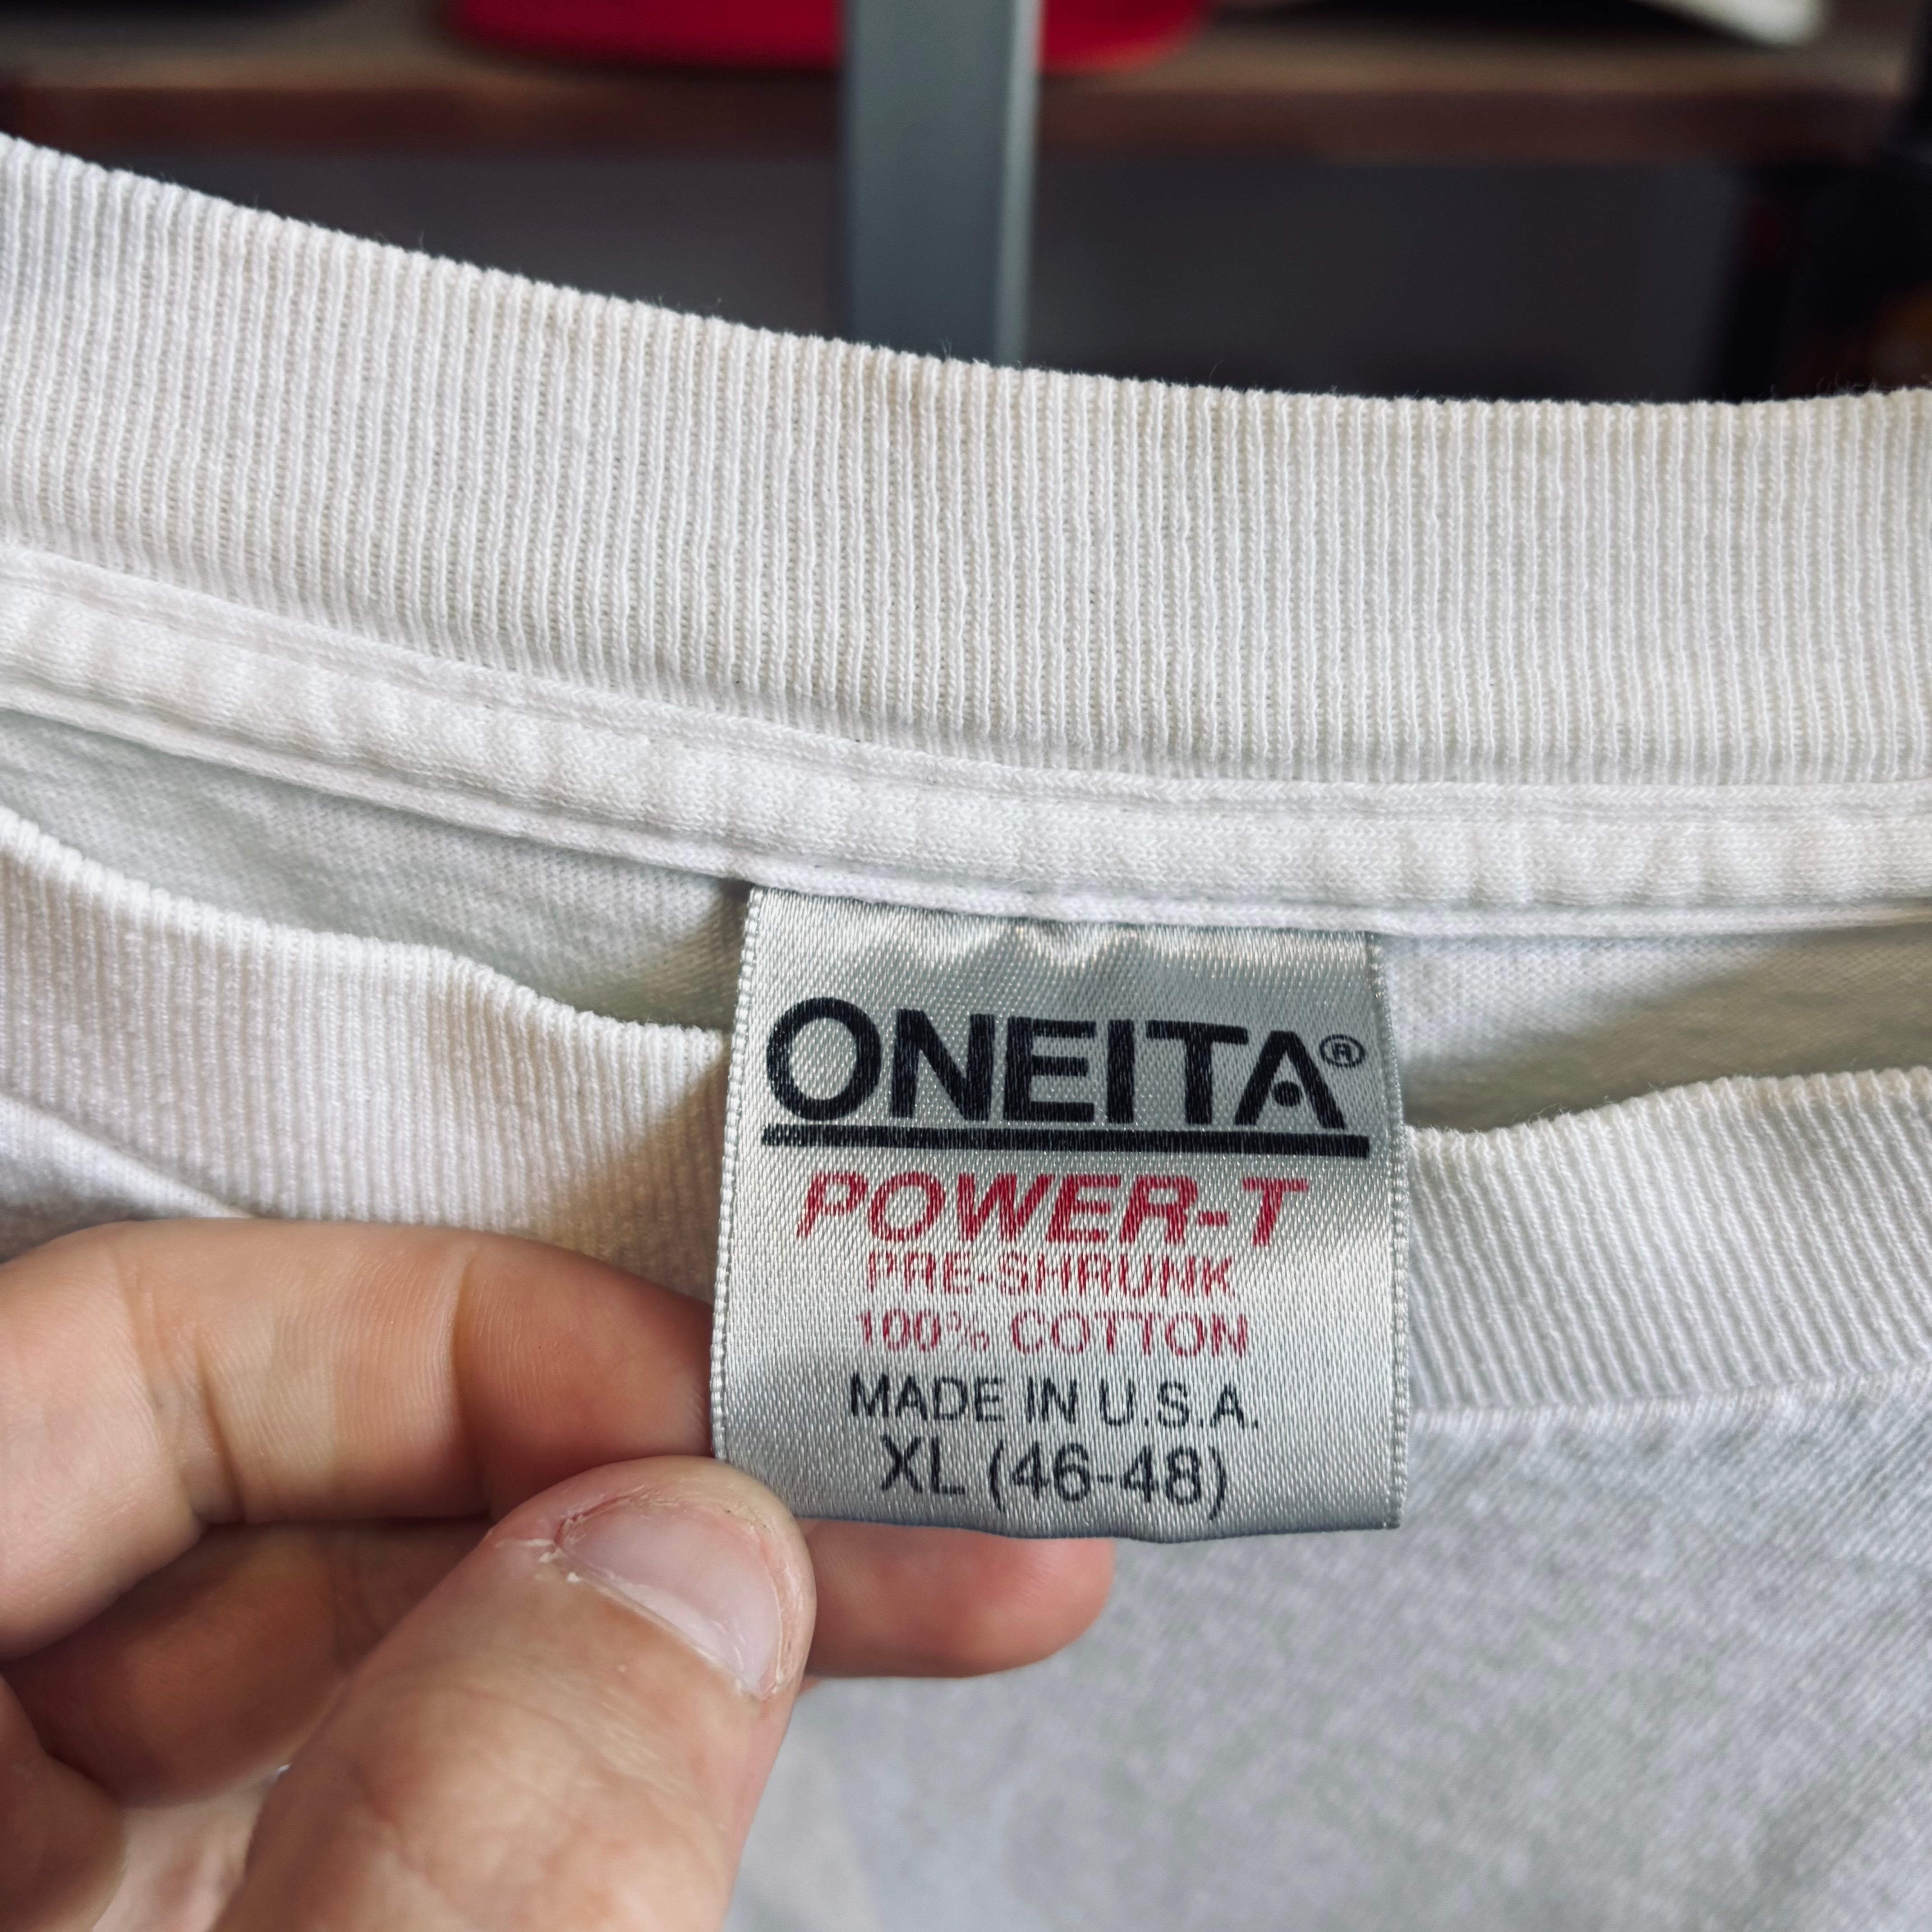 ONEITA®
POWER-T
PRE-SHRUNK
100% COTTON
MADE IN U.S.A.
XL (46-48)